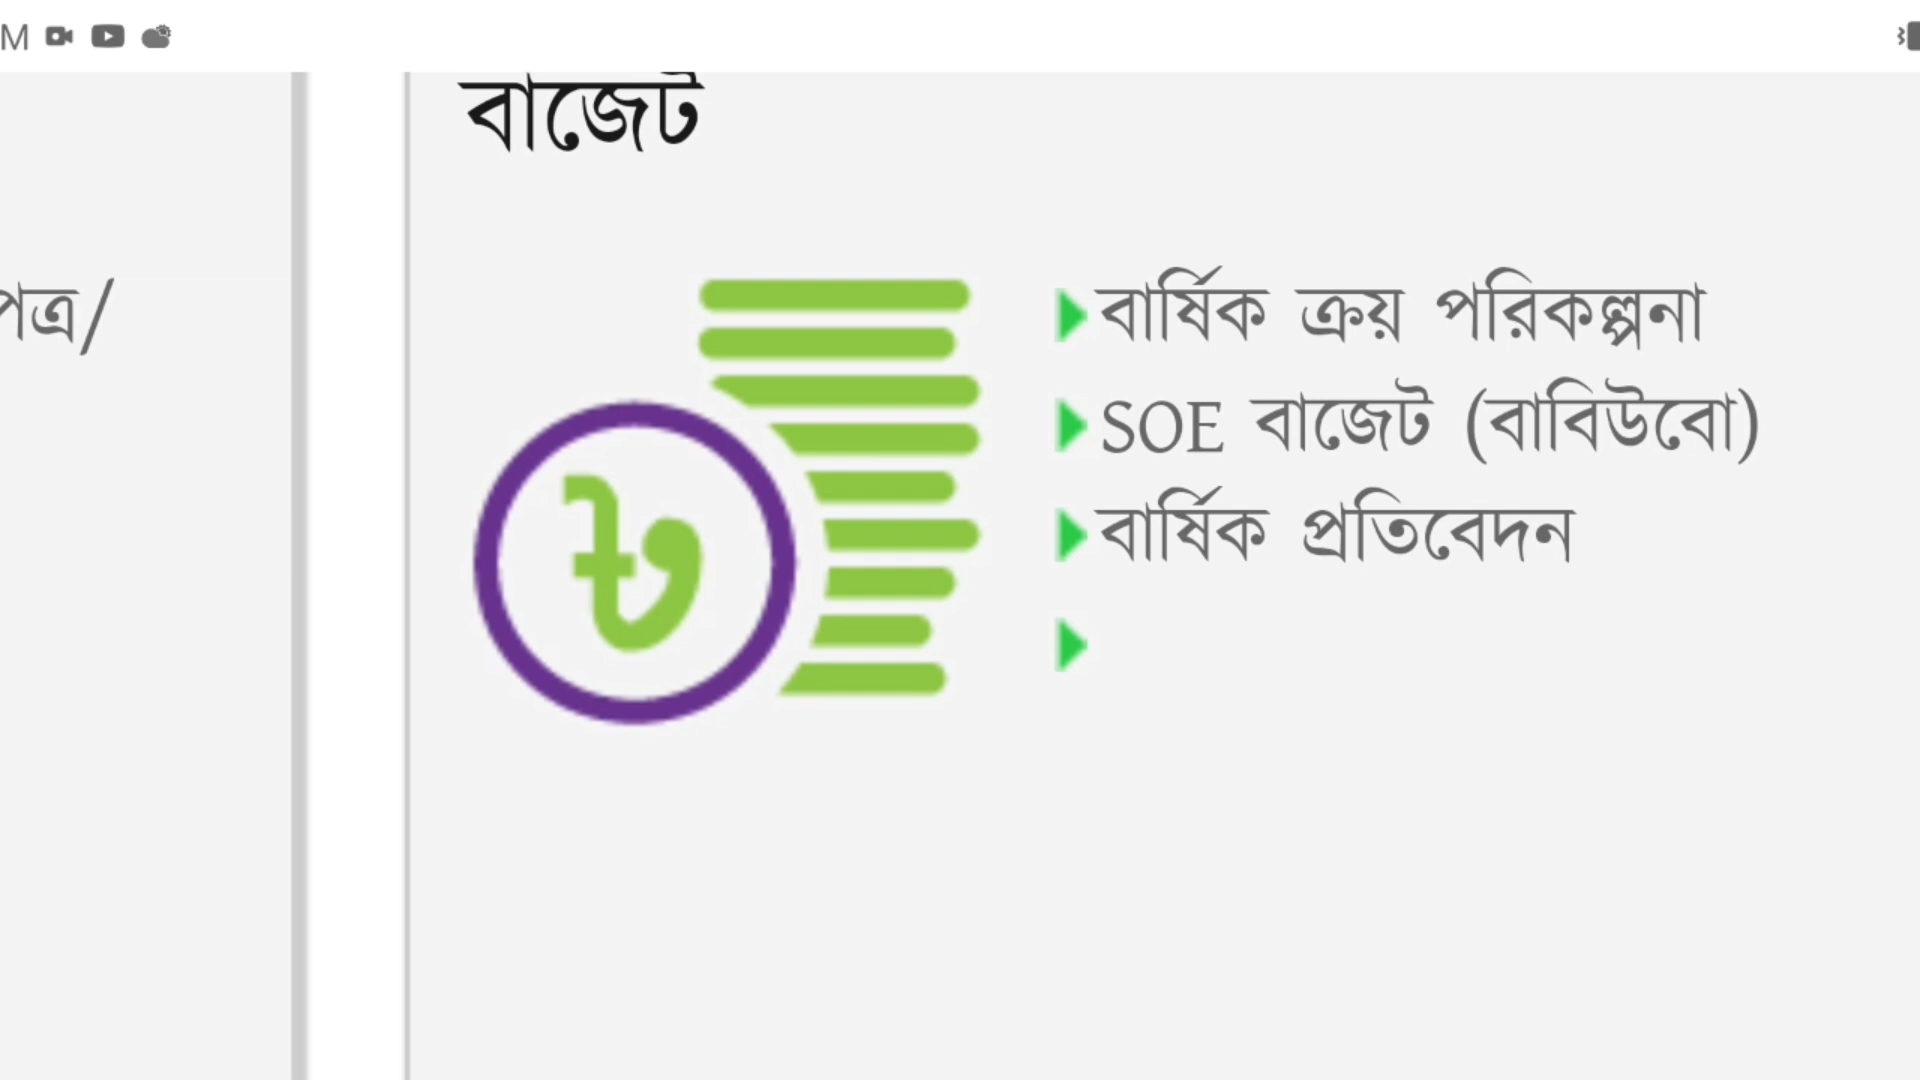 M
বাজেট
পত্র/
বার্ষিক ক্রয় পরিকল্পনা
SOE বাজেট (বাবিউবো)
বার্ষিক প্রতিবেদন
৳